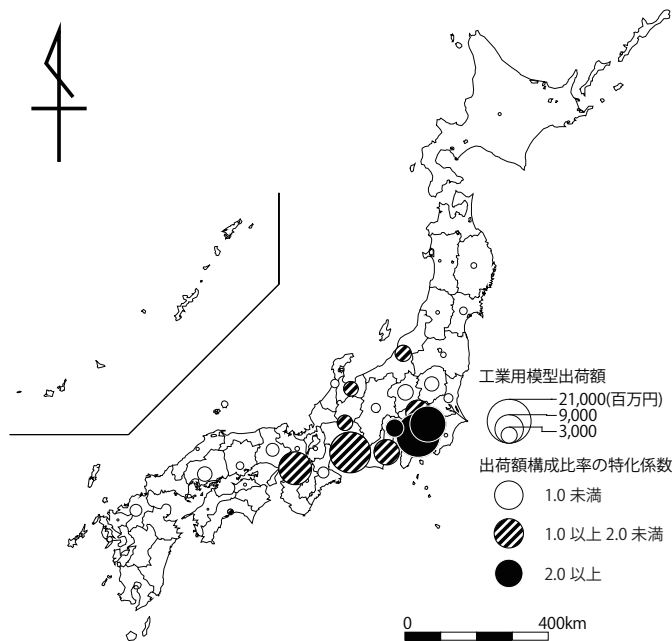 工業用模型出荷額
21,000(百万円)
9,000
3,000
出荷額構成比率の特化係数
1.0 未満
1.0 以上 2.0 未満
2.0 以上
0 400km